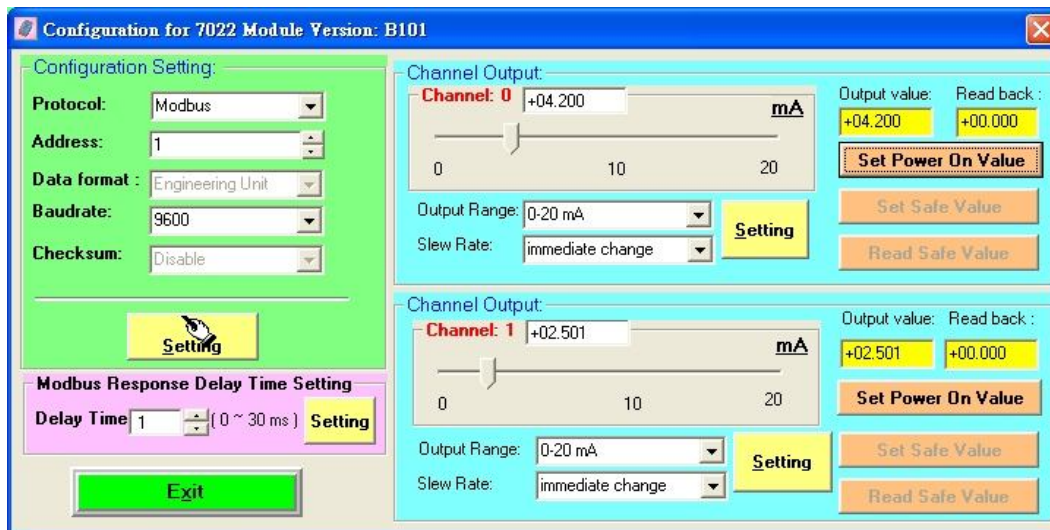 Configuration for 7022 Module Version: B101
Configuration Setting:
Protocol: Modbus
Address: 1
Data format : Engineering Unit
Baudrate: 9600
Checksum: Disable
Setting
Modbus Response Delay Time Setting
Delay Time 1 ( 0 ~ 30 ms ) Setting
Exit
Channel Output:
Channel: 0 +04.200 mA
0 10 20
Output Range: 0-20 mA
Slew Rate: immediate change
Setting
Output value: Read back :
+04.200 +00.000
Set Power On Value
Set Safe Value
Read Safe Value
Channel Output:
Channel: 1 +02.501 mA
0 10 20
Output Range: 0-20 mA
Slew Rate: immediate change
Setting
Output value: Read back :
+02.501 +00.000
Set Power On Value
Set Safe Value
Read Safe Value